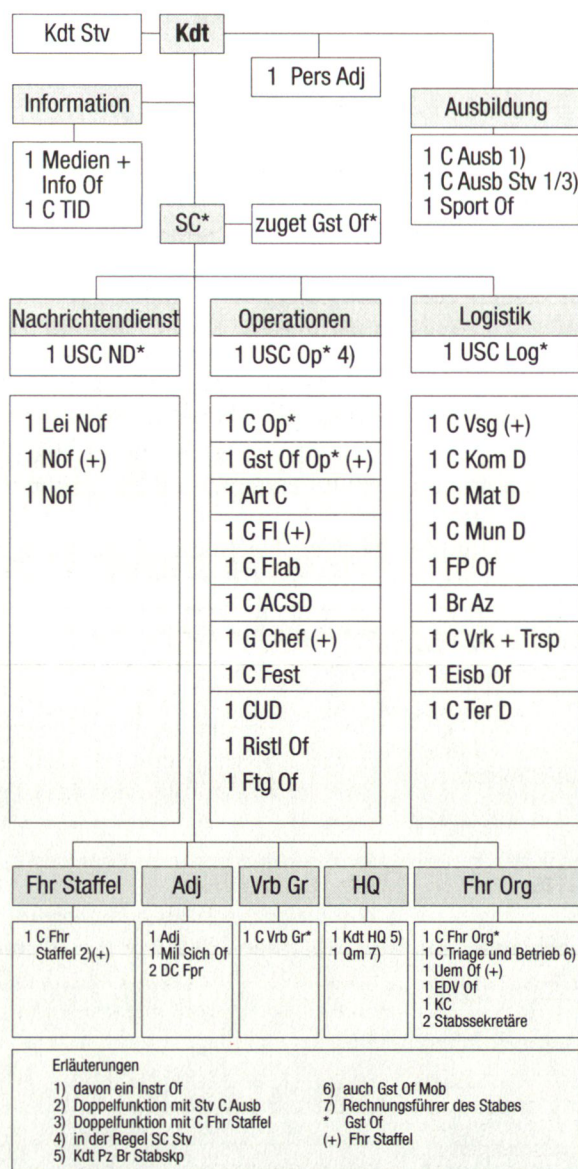 Kdt Stv
Kdt
1 Pers Adj
Information
1 Medien +
Info Of
1 C TID
Ausbildung
1 C Ausb 1)
1 C Ausb Stv 1/3)
1 Sport Of
SC*
zuget Gst Of*
Nachrichtendienst
1 USC ND*
Operationen
1 USC Op* 4)
Logistik
1 USC Log*
1 Lei Nof
1 Nof (+)
1 Nof
1 C Op*
1 Gst Of Op* (+)
1 Art C
1 C Fl (+)
1 C Flab
1 C ACSD
1 G Chef (+)
1 C Fest
1 CUD
1 Ristl Of
1 Ftg Of
1 C Vsg (+)
1 C Kom D
1 C Mat D
1 C Mun D
1 FP Of
1 Br Az
1 C Vrk + Trsp
1 Eisb Of
1 C Ter D
Fhr Staffel
1 C Fhr
Staffel 2)(+)
Adj
1 Adj
1 Mil Sich Of
2 DC Fpr
Vrb Gr
1 C Vrb Gr*
HQ
1 Kdt HQ 5)
1 Qm 7)
Fhr Org
1 C Fhr Org*
1 C Triage und Betrieb 6)
1 Uem Of (+)
1 EDV Of
1 KC
2 Stabssekretäre
Erläuterungen
1) davon ein Instr Of
2) Doppelfunktion mit Stv C Ausb
3) Doppelfunktion mit C Fhr Staffel
4) in der Regel SC Stv
5) Kdt Pz Br Stabskp
6) auch Gst Of Mob
7) Rechnungsführer des Stabes
* Gst Of
(+) Fhr Staffel